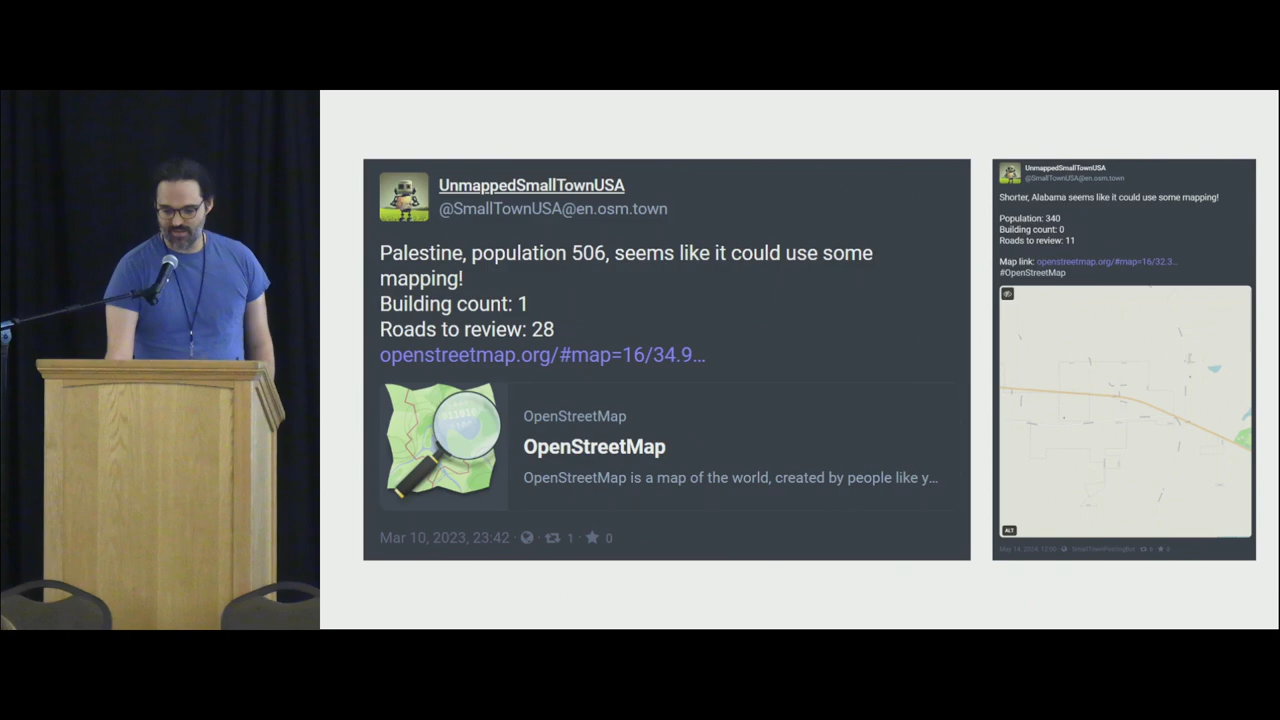 UnmappedSmallTownUSA
@SmallTownUSA@en.osm.town
Palestine, population 506, seems like it could use some
mapping!
Building count: 1
Roads to review: 28
openstreetmap.org/#map=16/34.9...
OpenStreetMap
OpenStreetMap
OpenStreetMap is a map of the world, created by people like y...
Mar 10, 2023, 23:42 · 1 · 0
UnmappedSmallTownUSA
@SmallTownUSA@en.osm.town
Shorter, Alabama seems like it could use some mapping!
Population: 340
Building count: 0
Roads to review: 11
Map link: openstreetmap.org/#map=16/32.3...
#OpenStreetMap
ALT